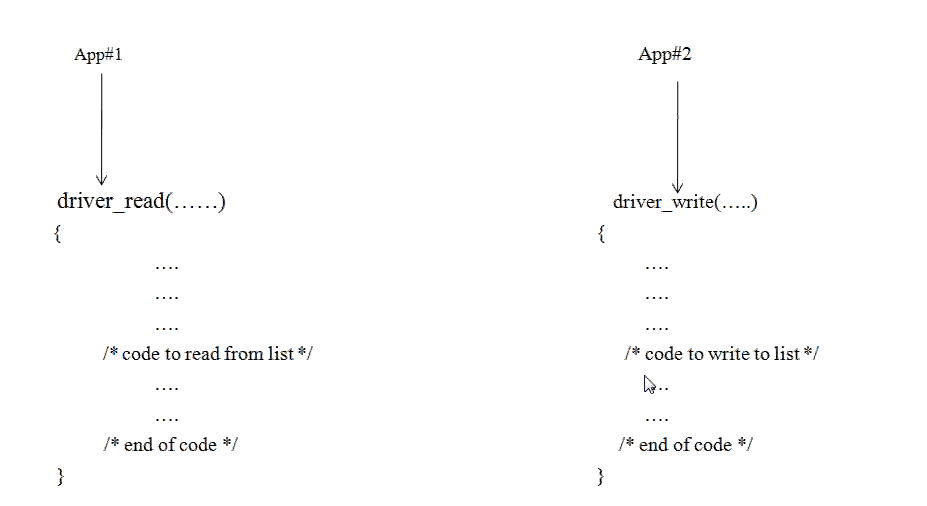 App#1
driver_read(......)
{
....
....
....
/* code to read from list */
....
....
/* end of code */
}
App#2
driver_write(.....)
{
....
....
....
/* code to write to list */
....
....
/* end of code */
}